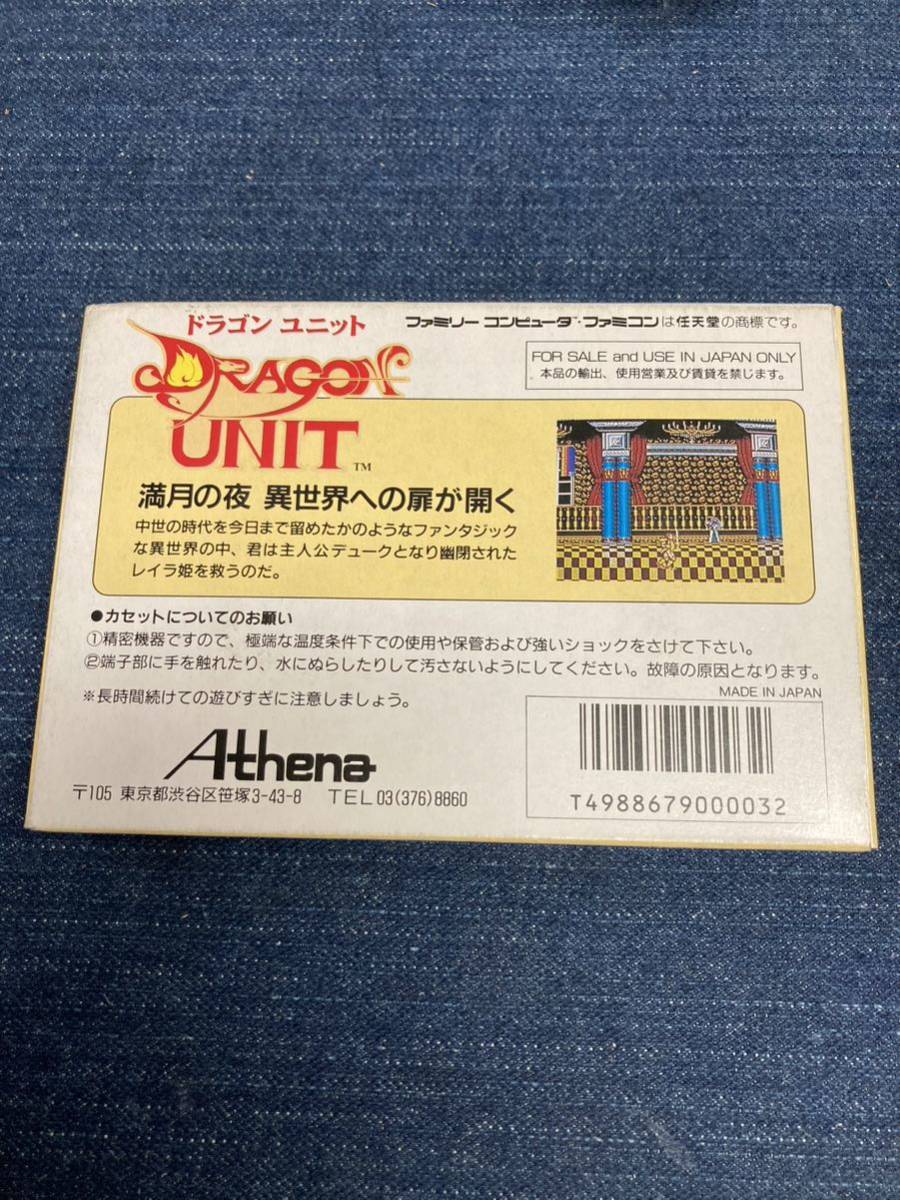 ドラゴン ユニット
DRAGON
UNIT™
ファミリー コンピュータ™・ファミコンは任天堂の商標です。
FOR SALE and USE IN JAPAN ONLY
本品の輸出、使用営業及び賃貸を禁じます。
満月の夜 異世界への扉が開く
中世の時代を今日まで留めたかのようなファンタジック
な異世界の中、君は主人公デュークとなり幽閉された
レイラ姫を救うのだ。
●カセットについてのお願い
①精密機器ですので、極端な温度条件下での使用や保管および強いショックをさけて下さい。
②端子部に手を触れたり、水にぬらしたりして汚さないようにしてください。故障の原因となります。
※長時間続けての遊びすぎに注意しましょう。
MADE IN JAPAN
Athena
〒105 東京都渋谷区笹塚3-43-8 TEL 03(376)8860
T4988679000032